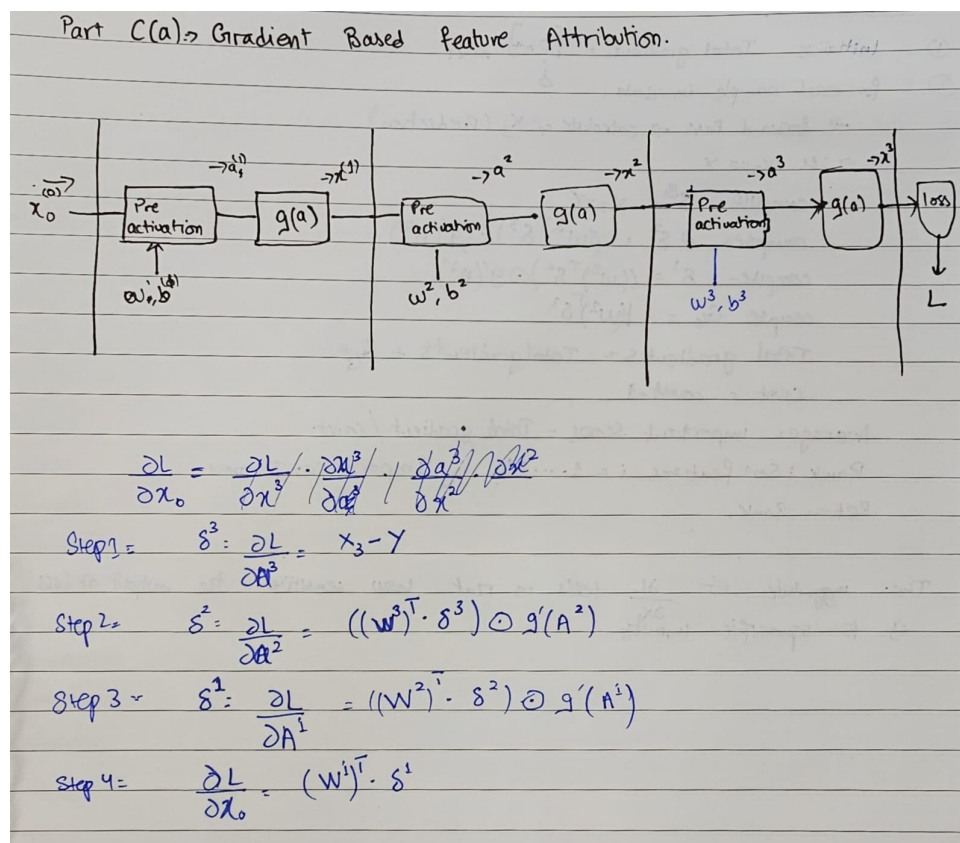 Part C(a) :⇒ Gradient Based feature Attribution.
→a₁⁽¹⁾ →x⁽¹⁾ →a² →x² →a³ →x³
x₀⁽⁰⁾ Pre activation g(a) Pre activation g(a) Pre activation g(a) loss
b w², b² w³, b³ L
∂L/∂x₀ = ∂L/∂x³ · ∂x³/∂a³ · ∂a³/∂x² · ∂x²
Step 1 = δ³ : ∂L/∂A³ = X₃ - Y
Step 2 = δ² : ∂L/∂A² = ((W³)ᵀ · δ³) ⊙ g'(A²)
Step 3 = δ¹ : ∂L/∂A¹ = ((W²)ᵀ · δ²) ⊙ g'(A¹)
Step 4 = ∂L/∂x₀ = (W¹)ᵀ · δ¹